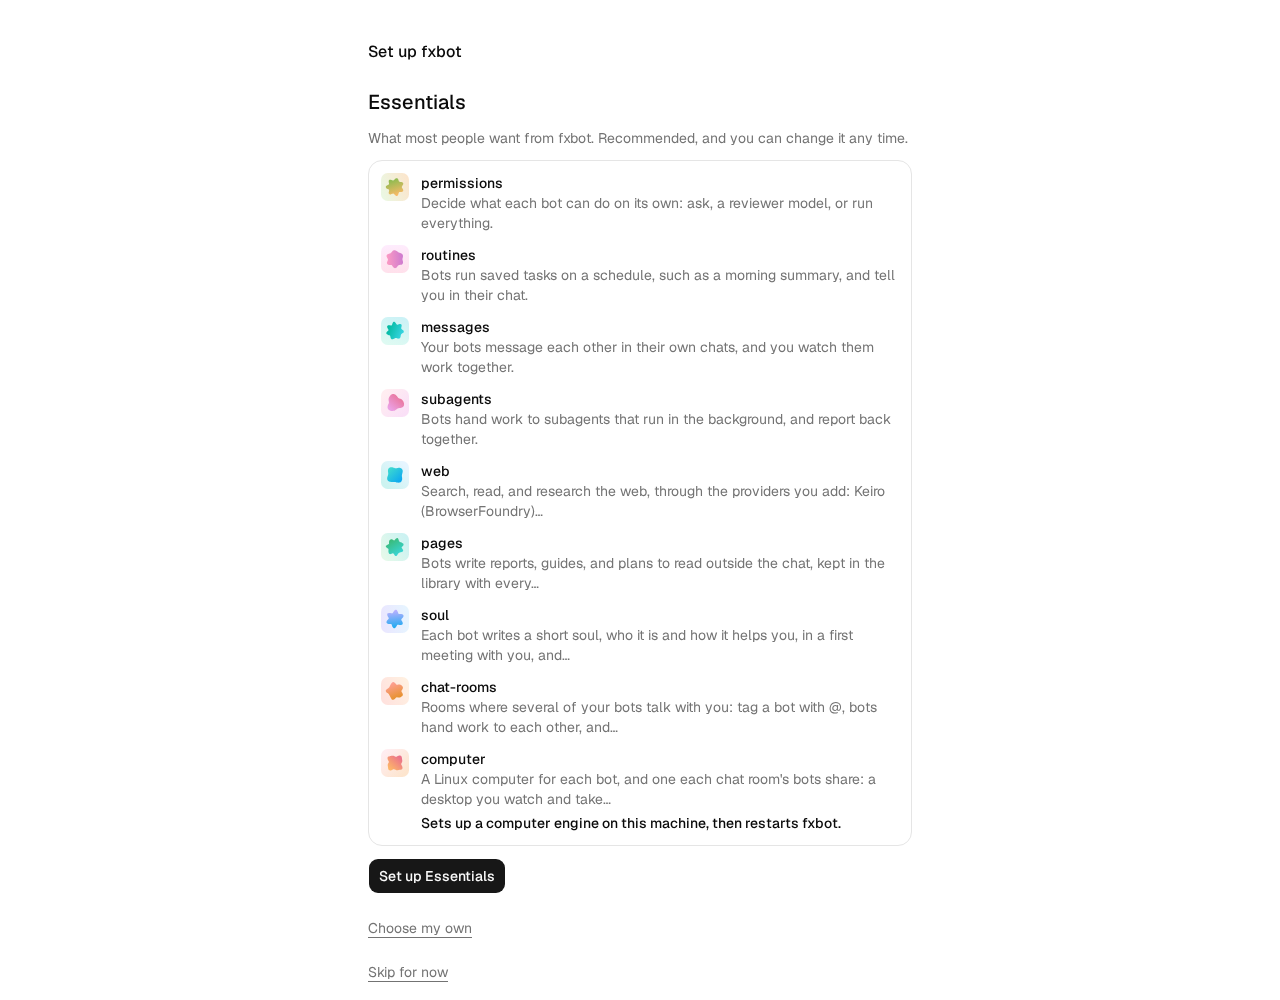 Set up fxbot
Essentials
What most people want from fxbot. Recommended, and you can change it any time.
permissions
Decide what each bot can do on its own: ask, a reviewer model, or run
everything.
routines
Bots run saved tasks on a schedule, such as a morning summary, and tell
you in their chat.
messages
Your bots message each other in their own chats, and you watch them
work together.
subagents
Bots hand work to subagents that run in the background, and report back
together.
web
Search, read, and research the web, through the providers you add: Keiro
(BrowserFoundry)...
pages
Bots write reports, guides, and plans to read outside the chat, kept in the
library with every...
soul
Each bot writes a short soul, who it is and how it helps you, in a first
meeting with you, and...
chat-rooms
Rooms where several of your bots talk with you: tag a bot with @, bots
hand work to each other, and...
computer
A Linux computer for each bot, and one each chat room's bots share: a
desktop you watch and take...
Sets up a computer engine on this machine, then restarts fxbot.
Set up Essentials
Choose my own
Skip for now